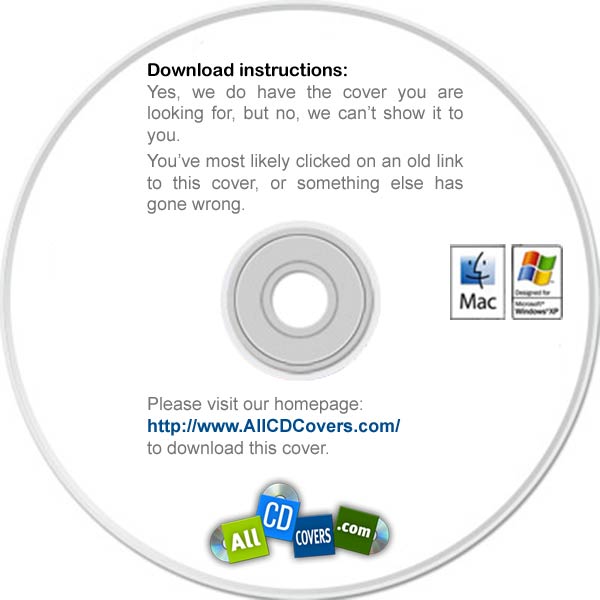 Download instructions:
Yes, we do have the cover you are
looking for, but no, we can't show it to
you.
You've most likely clicked on an old link
to this cover, or something else has
gone wrong.
Mac
Designed for
Microsoft®
Windows®XP
Please visit our homepage:
http://www.AllCDCovers.com/
to download this cover.
All CD COVERS .com